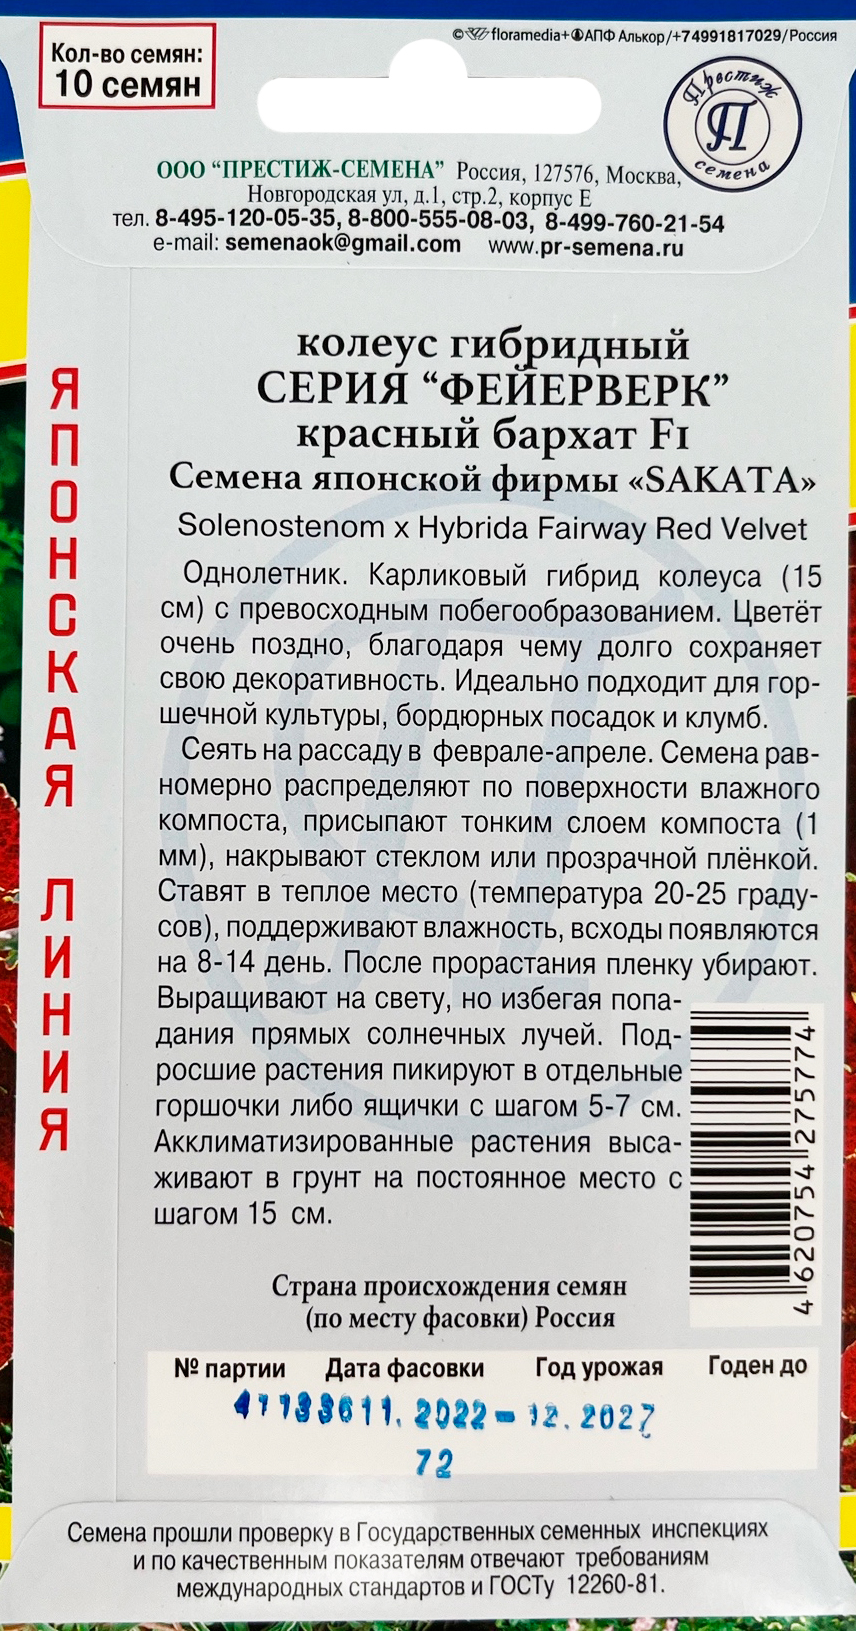 Кол-во семян:
10 семян
© floramedia+ АПФ Алькор/+74991817029/Россия
Престиж
П
семена
ООО “ПРЕСТИЖ-СЕМЕНА” Россия, 127576, Москва,
Новгородская ул, д.1, стр.2, корпус Е
тел. 8-495-120-05-35, 8-800-555-08-03, 8-499-760-21-54
e-mail: semenaok@gmail.com www.pr-semena.ru
ЯПОНСКАЯ ЛИНИЯ
колеус гибридный
СЕРИЯ “ФЕЙЕРВЕРК”
красный бархат F1
Семена японской фирмы «SAKATA»
Solenostenom x Hybrida Fairway Red Velvet
Однолетник. Карликовый гибрид колеуса (15
см) с превосходным побегообразованием. Цветёт
очень поздно, благодаря чему долго сохраняет
свою декоративность. Идеально подходит для гор-
шечной культуры, бордюрных посадок и клумб.
Сеять на рассаду в феврале-апреле. Семена рав-
номерно распределяют по поверхности влажного
компоста, присыпают тонким слоем компоста (1
мм), накрывают стеклом или прозрачной плёнкой.
Ставят в теплое место (температура 20-25 граду-
сов), поддерживают влажность, всходы появляются
на 8-14 день. После прорастания пленку убирают.
Выращивают на свету, но избегая попа-
дания прямых солнечных лучей. Под-
росшие растения пикируют в отдельные
горшочки либо ящички с шагом 5-7 см.
Акклиматизированные растения выса-
живают в грунт на постоянное место с
шагом 15 см.
4 620754 275774
Страна происхождения семян
(по месту фасовки) Россия
№ партии Дата фасовки Год урожая Годен до
41133611. 2022 - 12. 2027
72
Семена прошли проверку в Государственных семенных инспекциях
и по качественным показателям отвечают требованиям
международных стандартов и ГОСТу 12260-81.